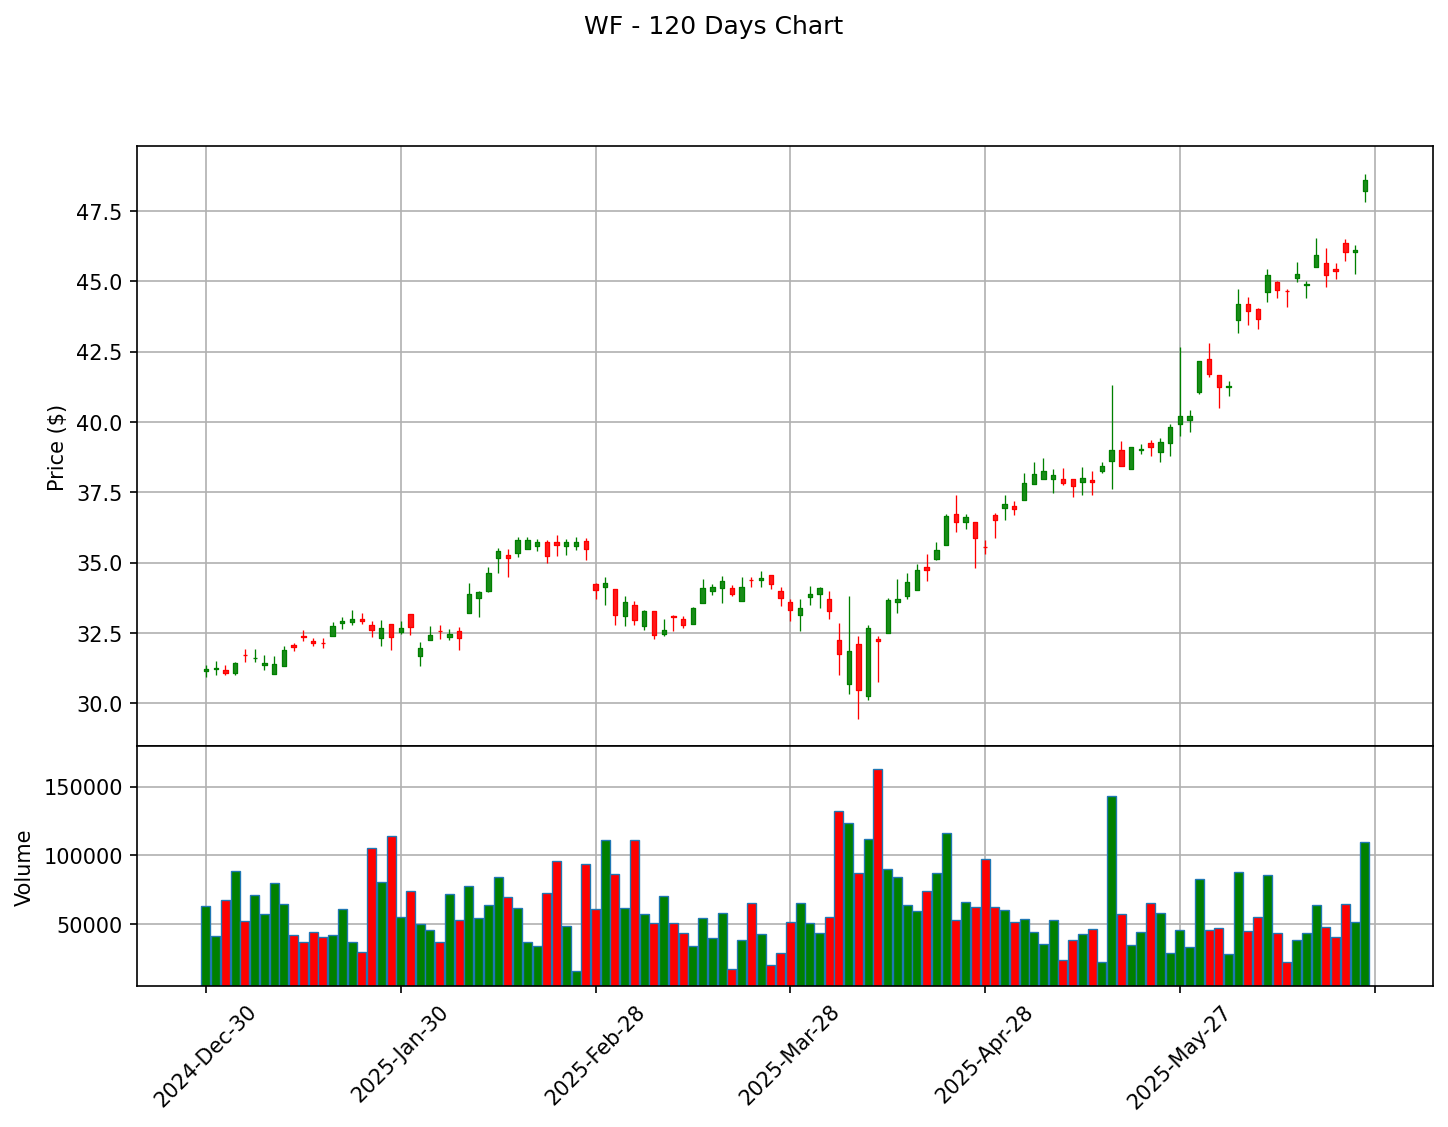 WF - 120 Days Chart
47.5
45.0
42.5
40.0
37.5
35.0
32.5
30.0
Price ($)
150000
100000
50000
Volume
2024-Dec-30
2025-Jan-30
2025-Feb-28
2025-Mar-28
2025-Apr-28
2025-May-27